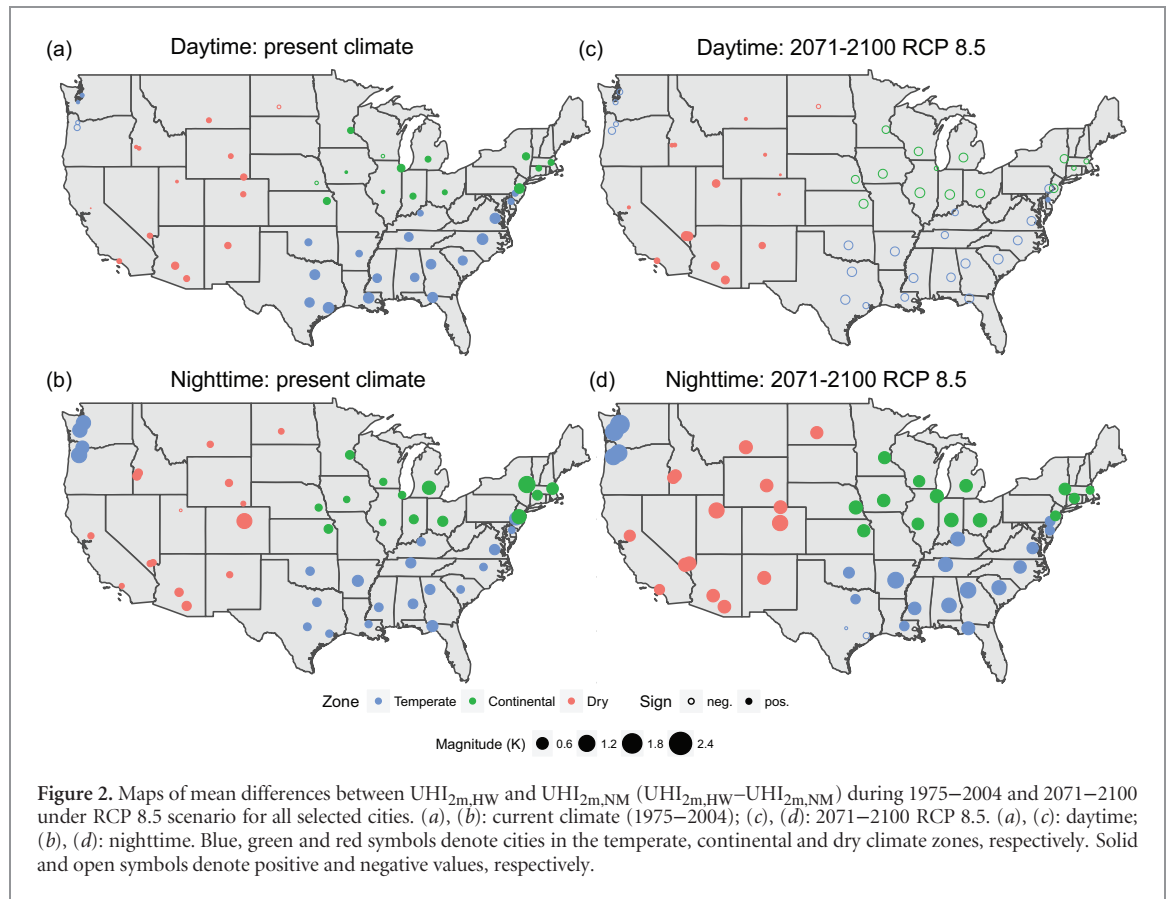 (a) Daytime: present climate
(c) Daytime: 2071-2100 RCP 8.5
(b) Nighttime: present climate
(d) Nighttime: 2071-2100 RCP 8.5
Zone Temperate Continental Dry Sign neg. pos.
Magnitude (K) 0.6 1.2 1.8 2.4
Figure 2. Maps of mean differences between UHI2m,HW and UHI2m,NM (UHI2m,HW−UHI2m,NM) during 1975−2004 and 2071−2100
under RCP 8.5 scenario for all selected cities. (a), (b): current climate (1975−2004); (c), (d): 2071−2100 RCP 8.5. (a), (c): daytime;
(b), (d): nighttime. Blue, green and red symbols denote cities in the temperate, continental and dry climate zones, respectively. Solid
and open symbols denote positive and negative values, respectively.